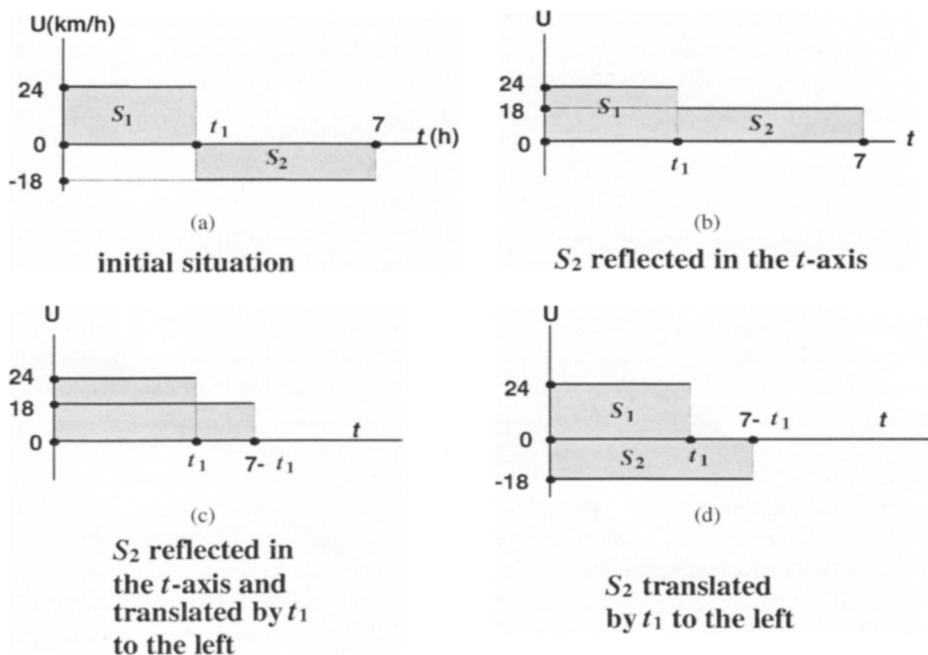 U(km/h)
24
S1
t1
7
0
t (h)
S2
-18
(a)
initial situation
U
24
18
S1
S2
0
t1
7
t
(b)
S2 reflected in the t-axis
U
24
18
0
t
t1
7- t1
(c)
S2 reflected in
the t-axis and
translated by t1
to the left
U
24
S1
7- t1
t
0
S2
t1
-18
(d)
S2 translated
by t1 to the left